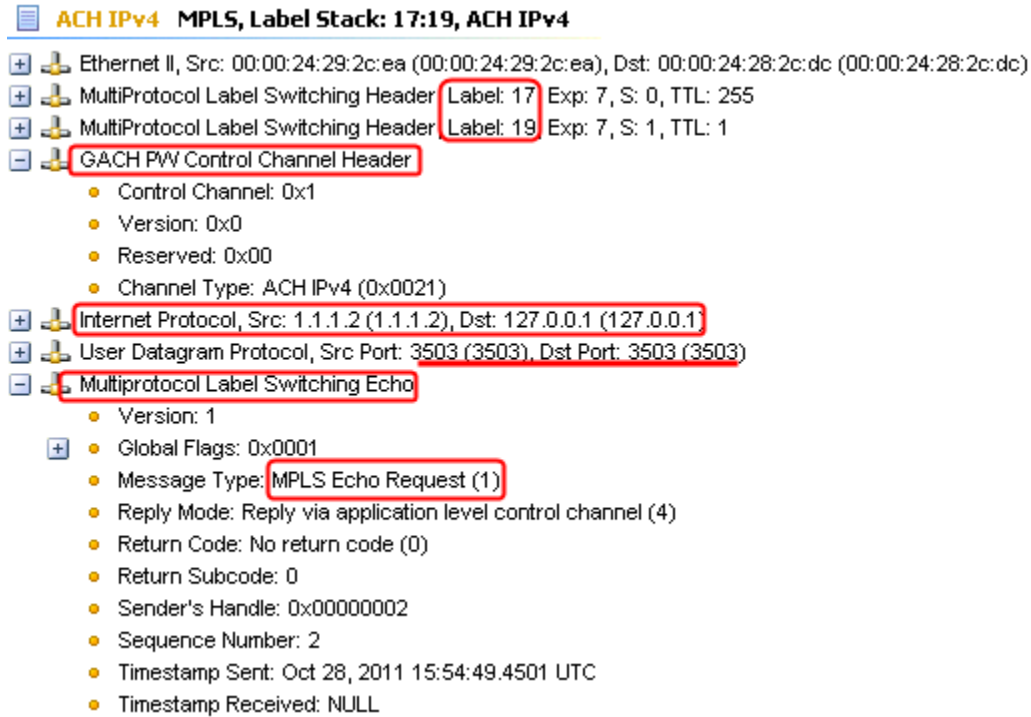 ACH IPv4 MPLS, Label Stack: 17:19, ACH IPv4
Ethernet II, Src: 00:00:24:29:2c:ea (00:00:24:29:2c:ea), Dst: 00:00:24:28:2c:dc (00:00:24:28:2c:dc)
MultiProtocol Label Switching Header, Label: 17, Exp: 7, S: 0, TTL: 255
MultiProtocol Label Switching Header, Label: 19, Exp: 7, S: 1, TTL: 1
GACH PW Control Channel Header
Control Channel: 0x1
Version: 0x0
Reserved: 0x00
Channel Type: ACH IPv4 (0x0021)
Internet Protocol, Src: 1.1.1.2 (1.1.1.2), Dst: 127.0.0.1 (127.0.0.1)
User Datagram Protocol, Src Port: 3503 (3503), Dst Port: 3503 (3503)
Multiprotocol Label Switching Echo
Version: 1
Global Flags: 0x0001
Message Type: MPLS Echo Request (1)
Reply Mode: Reply via application level control channel (4)
Return Code: No return code (0)
Return Subcode: 0
Sender's Handle: 0x00000002
Sequence Number: 2
Timestamp Sent: Oct 28, 2011 15:54:49.4501 UTC
Timestamp Received: NULL